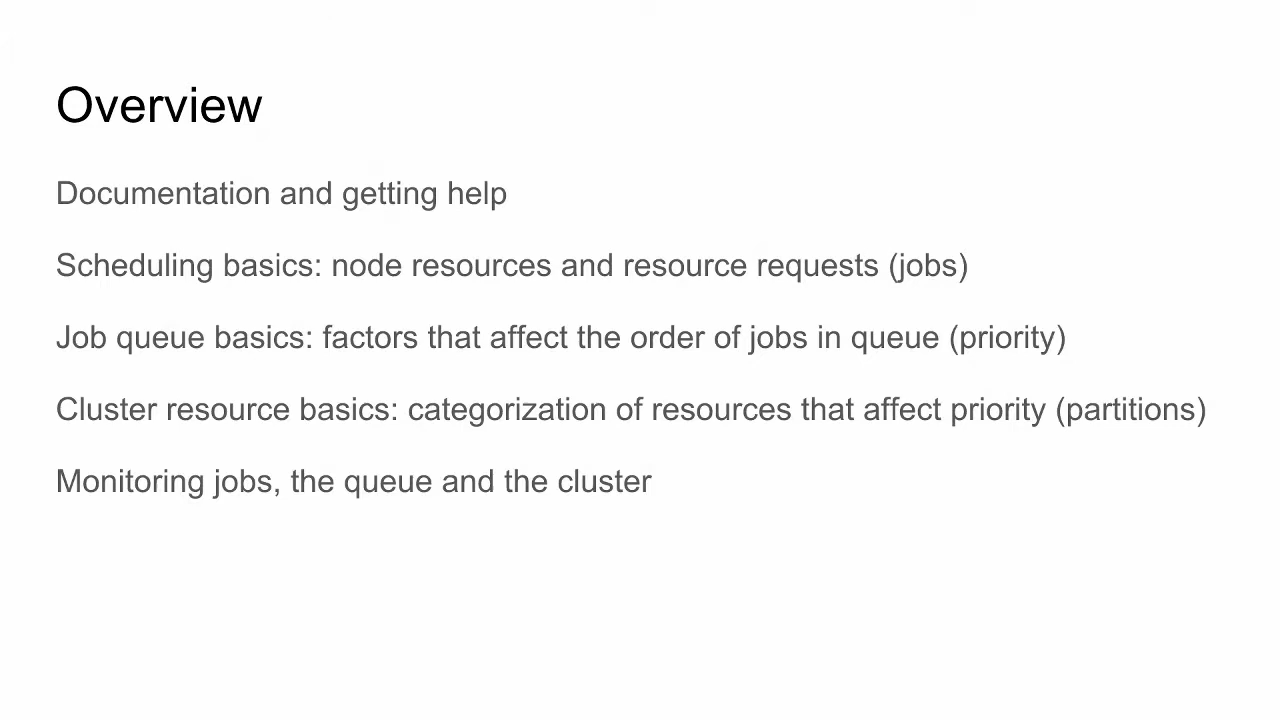 Overview
Documentation and getting help
Scheduling basics: node resources and resource requests (jobs)
Job queue basics: factors that affect the order of jobs in queue (priority)
Cluster resource basics: categorization of resources that affect priority (partitions)
Monitoring jobs, the queue and the cluster